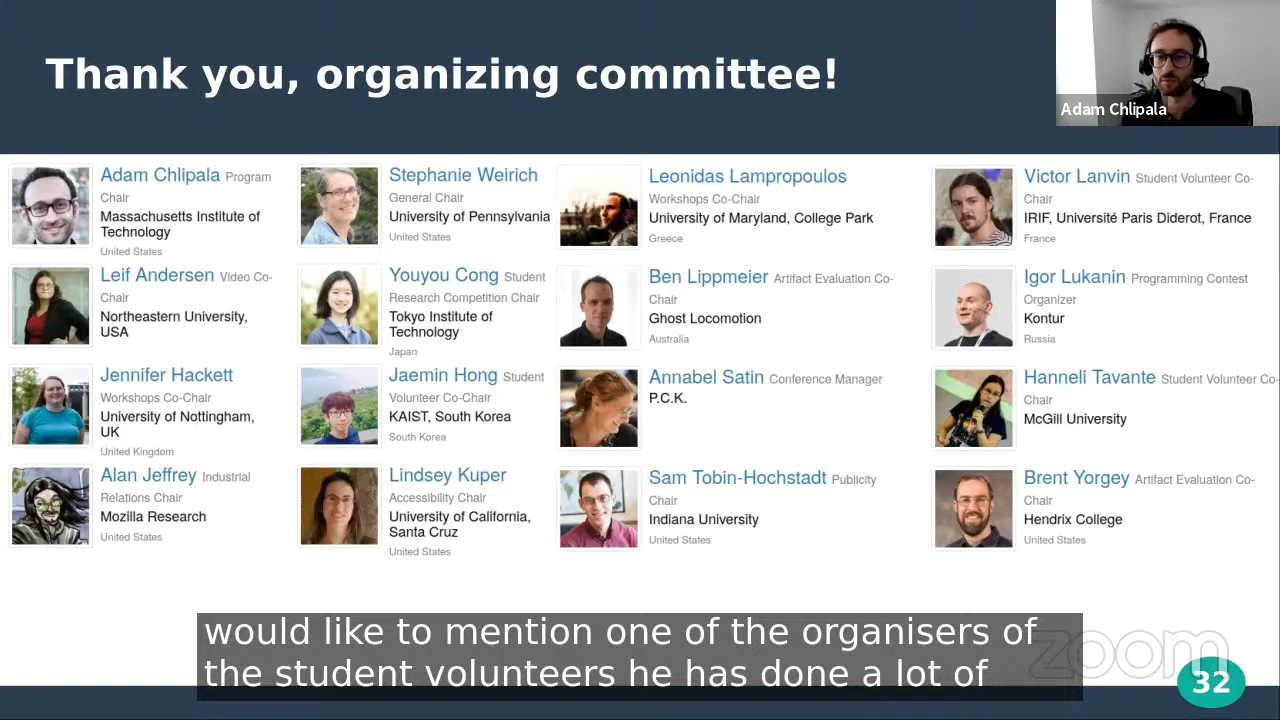 Thank you, organizing committee!
Adam Chlipala
Adam Chlipala Program
Chair
Massachusetts Institute of
Technology
United States
Stephanie Weirich
General Chair
University of Pennsylvania
United States
Leonidas Lampropoulos
Workshops Co-Chair
University of Maryland, College Park
Greece
Victor Lanvin Student Volunteer Co-
Chair
IRIF, Université Paris Diderot, France
France
Leif Andersen Video Co-
Chair
Northeastern University,
USA
Youyou Cong Student
Research Competition Chair
Tokyo Institute of
Technology
Japan
Ben Lippmeier Artifact Evaluation Co-
Chair
Ghost Locomotion
Australia
Igor Lukanin Programming Contest
Organizer
Kontur
Russia
Jennifer Hackett
Workshops Co-Chair
University of Nottingham,
UK
United Kingdom
Jaemin Hong Student
Volunteer Co-Chair
KAIST, South Korea
South Korea
Annabel Satin Conference Manager
P.C.K.
Hanneli Tavante Student Volunteer Co-
Chair
McGill University
Alan Jeffrey Industrial
Relations Chair
Mozilla Research
United States
Lindsey Kuper
Accessibility Chair
University of California,
Santa Cruz
United States
Sam Tobin-Hochstadt Publicity
Chair
Indiana University
United States
Brent Yorgey Artifact Evaluation Co-
Chair
Hendrix College
United States
would like to mention one of the organisers of
the student volunteers he has done a lot of
zoom
32